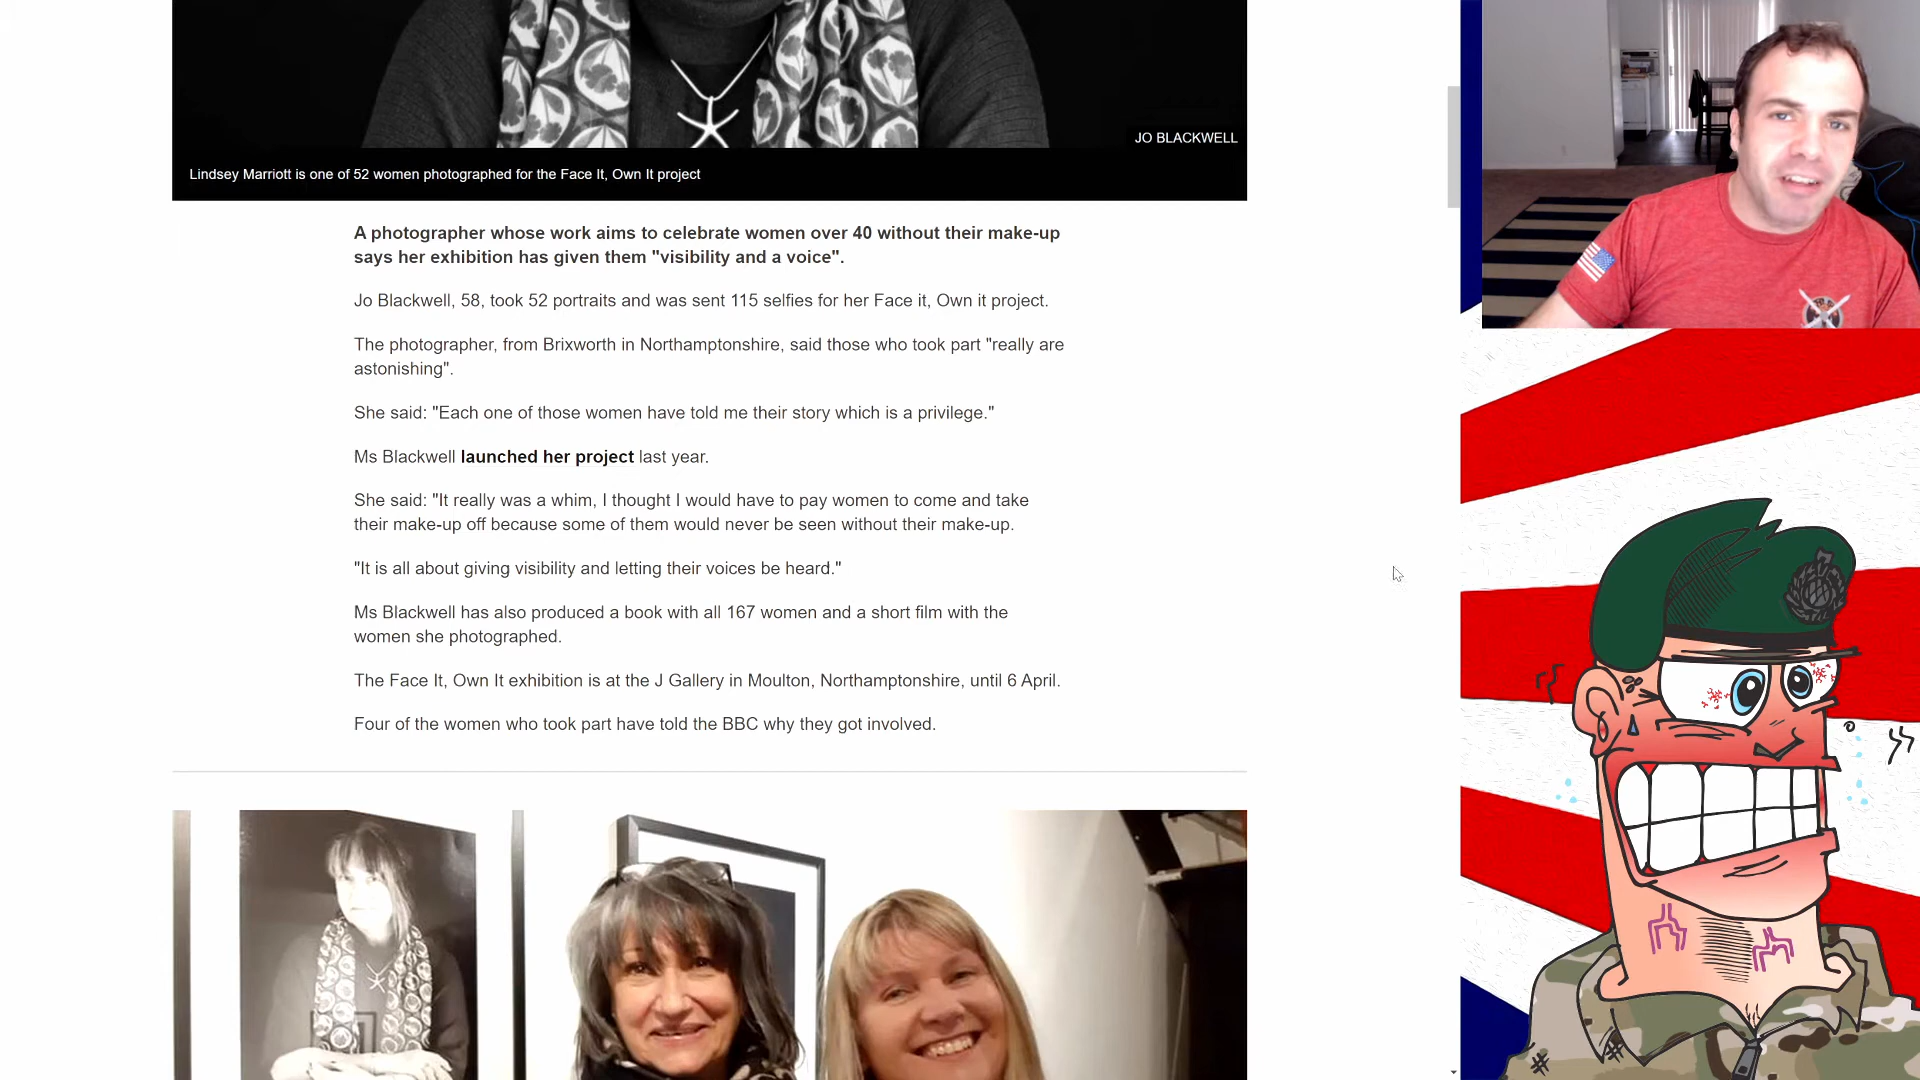 JO BLACKWELL
Lindsey Marriott is one of 52 women photographed for the Face It, Own It project
A photographer whose work aims to celebrate women over 40 without their make-up
says her exhibition has given them "visibility and a voice".
Jo Blackwell, 58, took 52 portraits and was sent 115 selfies for her Face it, Own it project.
The photographer, from Brixworth in Northamptonshire, said those who took part "really are
astonishing".
She said: "Each one of those women have told me their story which is a privilege."
Ms Blackwell launched her project last year.
She said: "It really was a whim, I thought I would have to pay women to come and take
their make-up off because some of them would never be seen without their make-up.
"It is all about giving visibility and letting their voices be heard."
Ms Blackwell has also produced a book with all 167 women and a short film with the
women she photographed.
The Face It, Own It exhibition is at the J Gallery in Moulton, Northamptonshire, until 6 April.
Four of the women who took part have told the BBC why they got involved.